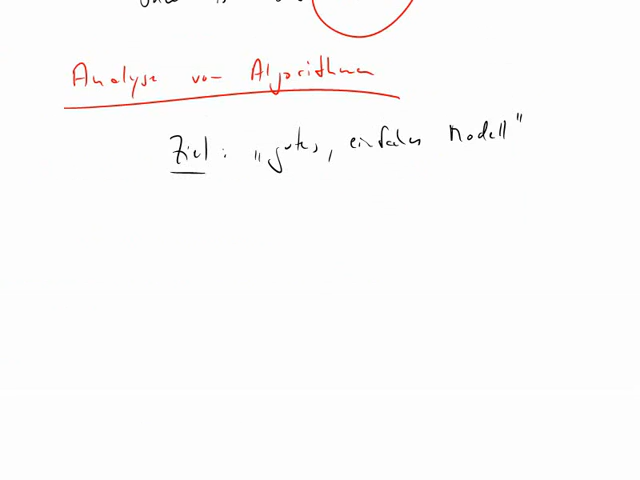 Analyse von Algorithmen
Ziel: „gutes, einfaches Modell"